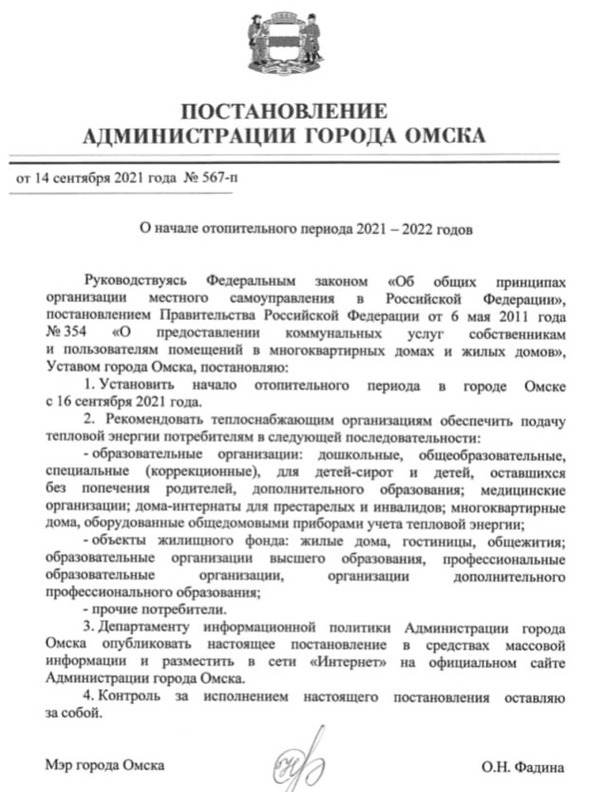 ПОСТАНОВЛЕНИЕ
АДМИНИСТРАЦИИ ГОРОДА ОМСКА
от 14 сентября 2021 года № 567-п
О начале отопительного периода 2021 – 2022 годов
Руководствуясь Федеральным законом «Об общих принципах
организации местного самоуправления в Российской Федерации»,
постановлением Правительства Российской Федерации от 6 мая 2011 года
№ 354 «О предоставлении коммунальных услуг собственникам
и пользователям помещений в многоквартирных домах и жилых домов»,
Уставом города Омска, постановляю:
1. Установить начало отопительного периода в городе Омске
с 16 сентября 2021 года.
2. Рекомендовать теплоснабжающим организациям обеспечить подачу
тепловой энергии потребителям в следующей последовательности:
- образовательные организации: дошкольные, общеобразовательные,
специальные (коррекционные), для детей-сирот и детей, оставшихся
без попечения родителей, дополнительного образования; медицинские
организации; дома-интернаты для престарелых и инвалидов; многоквартирные
дома, оборудованные общедомовыми приборами учета тепловой энергии;
- объекты жилищного фонда: жилые дома, гостиницы, общежития;
образовательные организации высшего образования, профессиональные
образовательные организации, организации дополнительного
профессионального образования;
- прочие потребители.
3. Департаменту информационной политики Администрации города
Омска опубликовать настоящее постановление в средствах массовой
информации и разместить в сети «Интернет» на официальном сайте
Администрации города Омска.
4. Контроль за исполнением настоящего постановления оставляю
за собой.
Мэр города Омска О.Н. Фадина